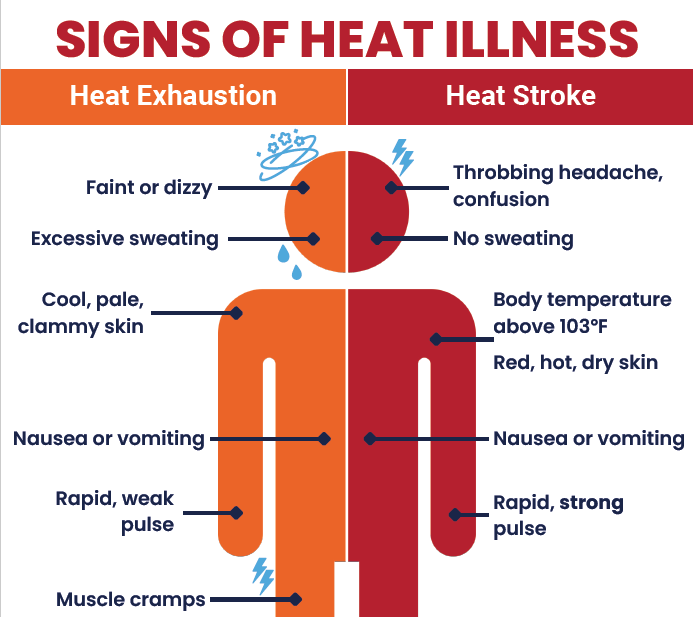 SIGNS OF HEAT ILLNESS
Heat Exhaustion
Heat Stroke
Faint or dizzy
Throbbing headache,
confusion
Excessive sweating
No sweating
Cool, pale,
clammy skin
Body temperature
above 103°F
Red, hot, dry skin
Nausea or vomiting
Nausea or vomiting
Rapid, weak
pulse
Rapid, strong
pulse
Muscle cramps